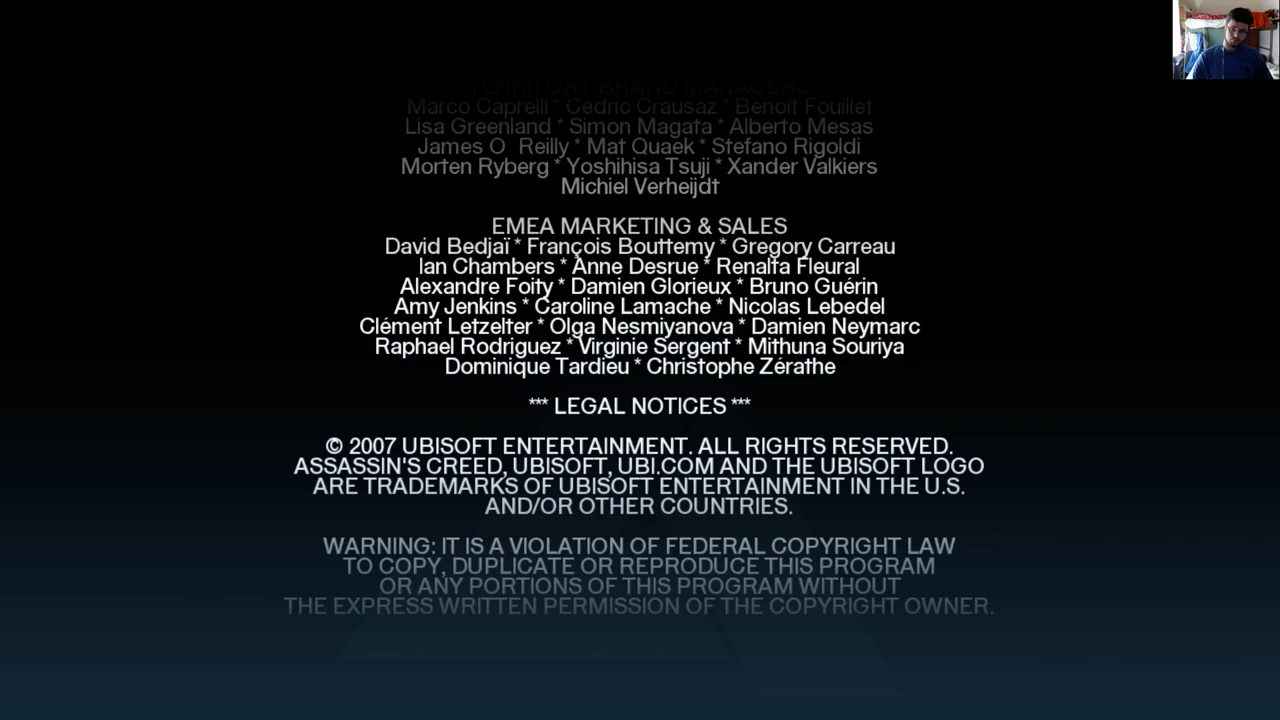 TERRITORY BRAND MANAGERS
Marco Caprelli * Cedric Crausaz * Benoit Fouillet
Lisa Greenland * Simon Magata * Alberto Mesas
James O  Reilly * Mat Quaek * Stefano Rigoldi
Morten Ryberg * Yoshihisa Tsuji * Xander Valkiers
Michiel Verheijdt
EMEA MARKETING & SALES
David Bedjaï * François Bouttemy * Gregory Carreau
Ian Chambers * Anne Desrue * Renalta Fleural
Alexandre Foity * Damien Glorieux * Bruno Guérin
Amy Jenkins * Caroline Lamache * Nicolas Lebedel
Clément Letzelter * Olga Nesmiyanova * Damien Neymarc
Raphael Rodriguez * Virginie Sergent * Mithuna Souriya
Dominique Tardieu * Christophe Zérathe
*** LEGAL NOTICES ***
© 2007 UBISOFT ENTERTAINMENT. ALL RIGHTS RESERVED.
ASSASSIN'S CREED, UBISOFT, UBI.COM AND THE UBISOFT LOGO
ARE TRADEMARKS OF UBISOFT ENTERTAINMENT IN THE U.S.
AND/OR OTHER COUNTRIES.
WARNING: IT IS A VIOLATION OF FEDERAL COPYRIGHT LAW
TO COPY, DUPLICATE OR REPRODUCE THIS PROGRAM
OR ANY PORTIONS OF THIS PROGRAM WITHOUT
THE EXPRESS WRITTEN PERMISSION OF THE COPYRIGHT OWNER.